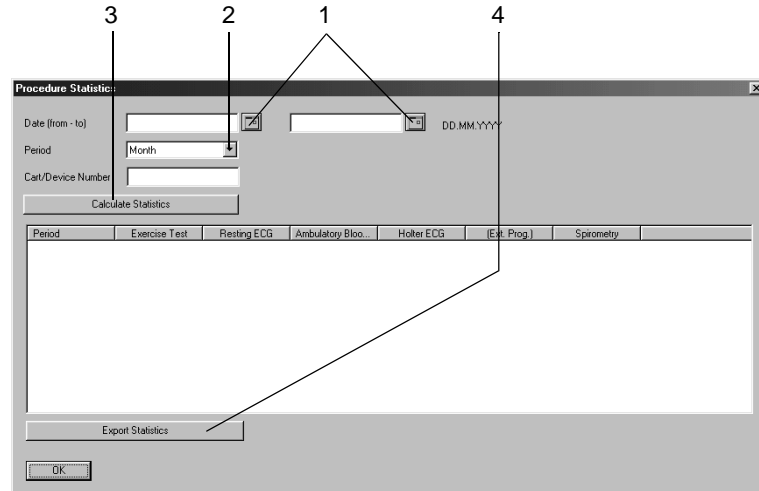 3 2 1 4
Procedure Statistics
Date (from - to) DD.MM.YYYY
Period Month
Cart/Device Number
Calculate Statistics
Period Exercise Test Resting ECG Ambulatory Bloo... Holter ECG (Ext. Prog.) Spirometry
Export Statistics
OK